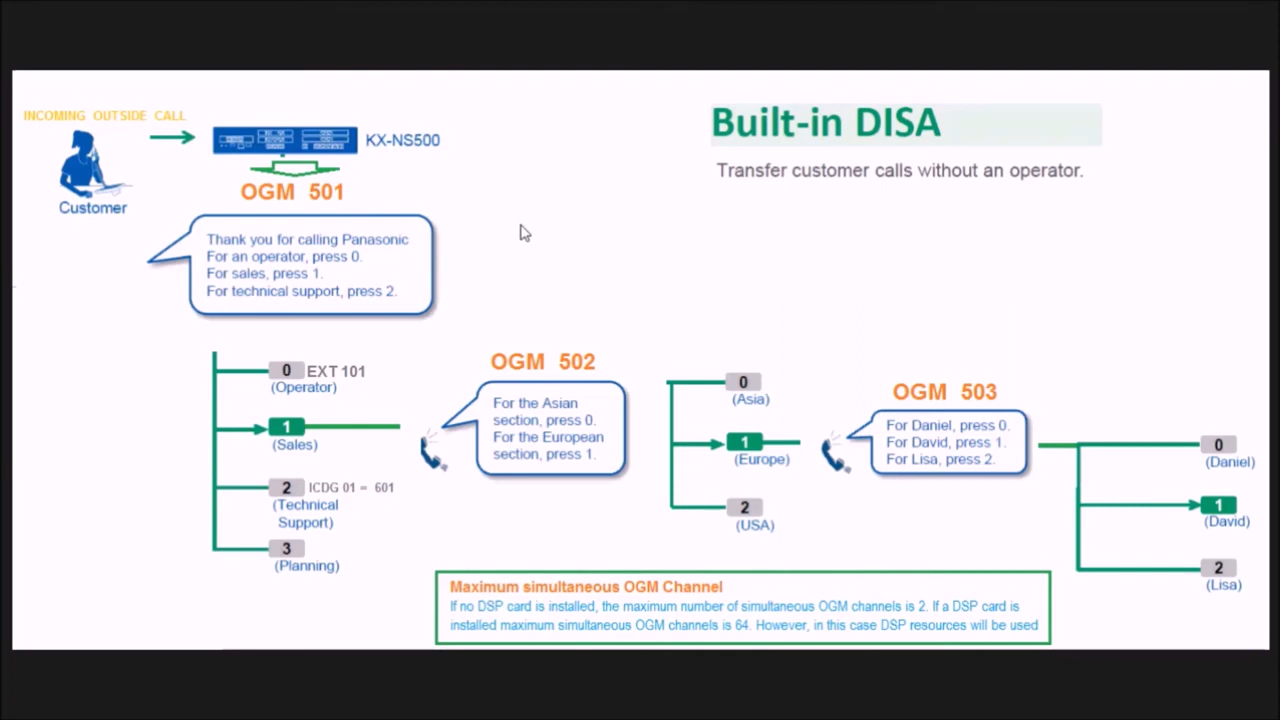 INCOMING OUTSIDE CALL
KX-NS500
Customer
Built-in DISA
Transfer customer calls without an operator.
OGM 501
Thank you for calling Panasonic
For an operator, press 0.
For sales, press 1.
For technical support, press 2.
0 EXT 101
(Operator)
1
(Sales)
2 ICDG 01 = 601
(Technical
Support)
3
(Planning)
OGM 502
For the Asian
section, press 0.
For the European
section, press 1.
0
(Asia)
1
(Europe)
2
(USA)
OGM 503
For Daniel, press 0.
For David, press 1.
For Lisa, press 2.
0
(Daniel)
1
(David)
2
(Lisa)
Maximum simultaneous OGM Channel
If no DSP card is installed, the maximum number of simultaneous OGM channels is 2. If a DSP card is
installed maximum simultaneous OGM channels is 64. However, in this case DSP resources will be used